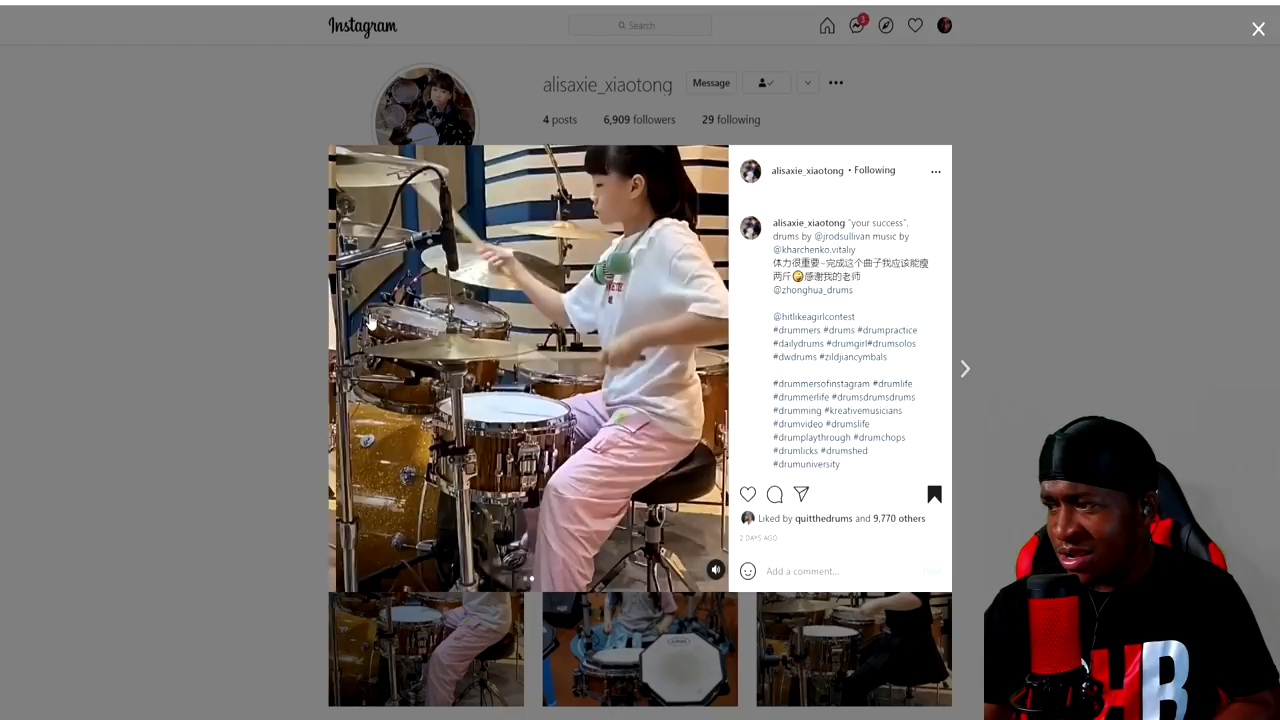 Instagram
Search
1
alisaxie_xiaotong
Message
4 posts 6,909 followers 29 following
alisaxie_xiaotong • Following
alisaxie_xiaotong "your success".
drums by @jrodsullivan music by
@kharchenko.vitaliy
体力很重要~完成这个曲子我应该能瘦
两斤🤪感谢我的老师
@zhonghua_drums
@hitlikeagirlcontest
#drummers #drums #drumpractice
#dailydrums #drumgirl#drumsolos
#dwdrums #zildjiancymbals
#drummersofinstagram #drumlife
#drummerlife #drumsdrumsdrums
#drumming #kreativemusicians
#drumvideo #drumslife
#drumplaythrough #drumchops
#drumlicks #drumshed
#drumuniversity
Liked by quitthedrums and 9,770 others
2 DAYS AGO
Add a comment...
Post
HB